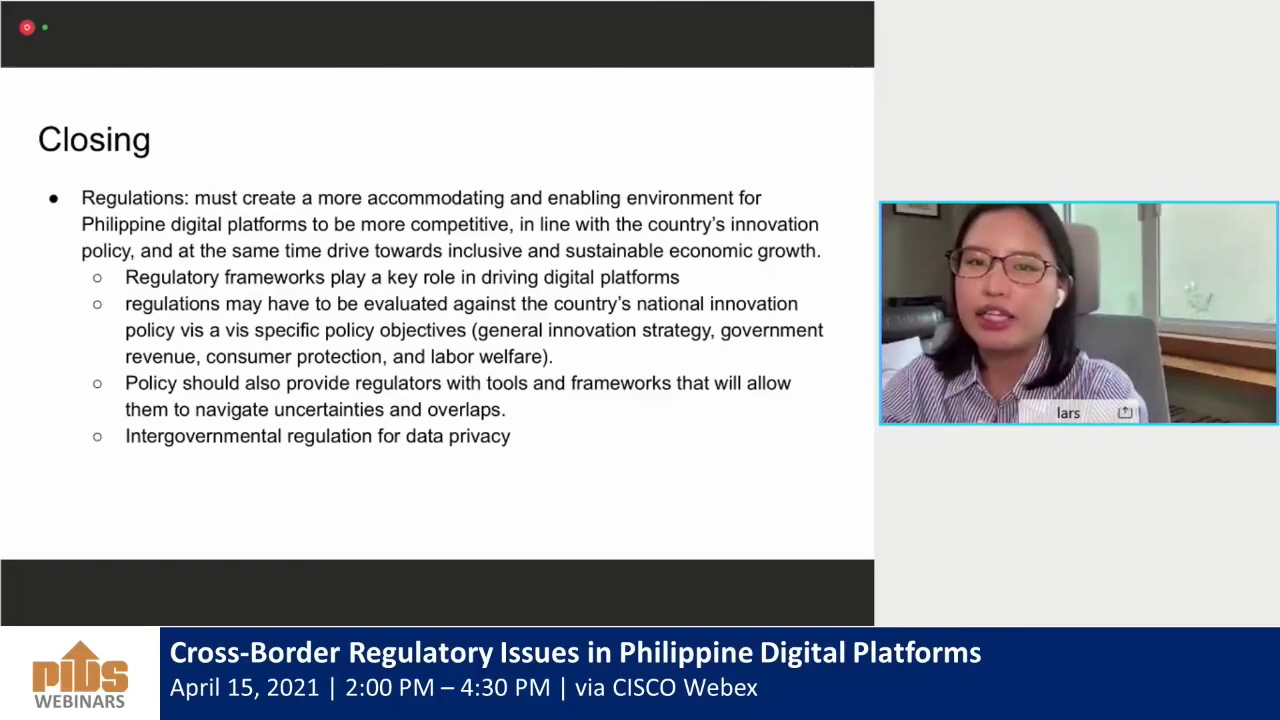 Closing
● Regulations: must create a more accommodating and enabling environment for
Philippine digital platforms to be more competitive, in line with the country's innovation
policy, and at the same time drive towards inclusive and sustainable economic growth.
○ Regulatory frameworks play a key role in driving digital platforms
○ regulations may have to be evaluated against the country's national innovation
policy vis a vis specific policy objectives (general innovation strategy, government
revenue, consumer protection, and labor welfare).
○ Policy should also provide regulators with tools and frameworks that will allow
them to navigate uncertainties and overlaps.
○ Intergovernmental regulation for data privacy
lars
PIDS
WEBINARS
Cross-Border Regulatory Issues in Philippine Digital Platforms
April 15, 2021 | 2:00 PM – 4:30 PM | via CISCO Webex